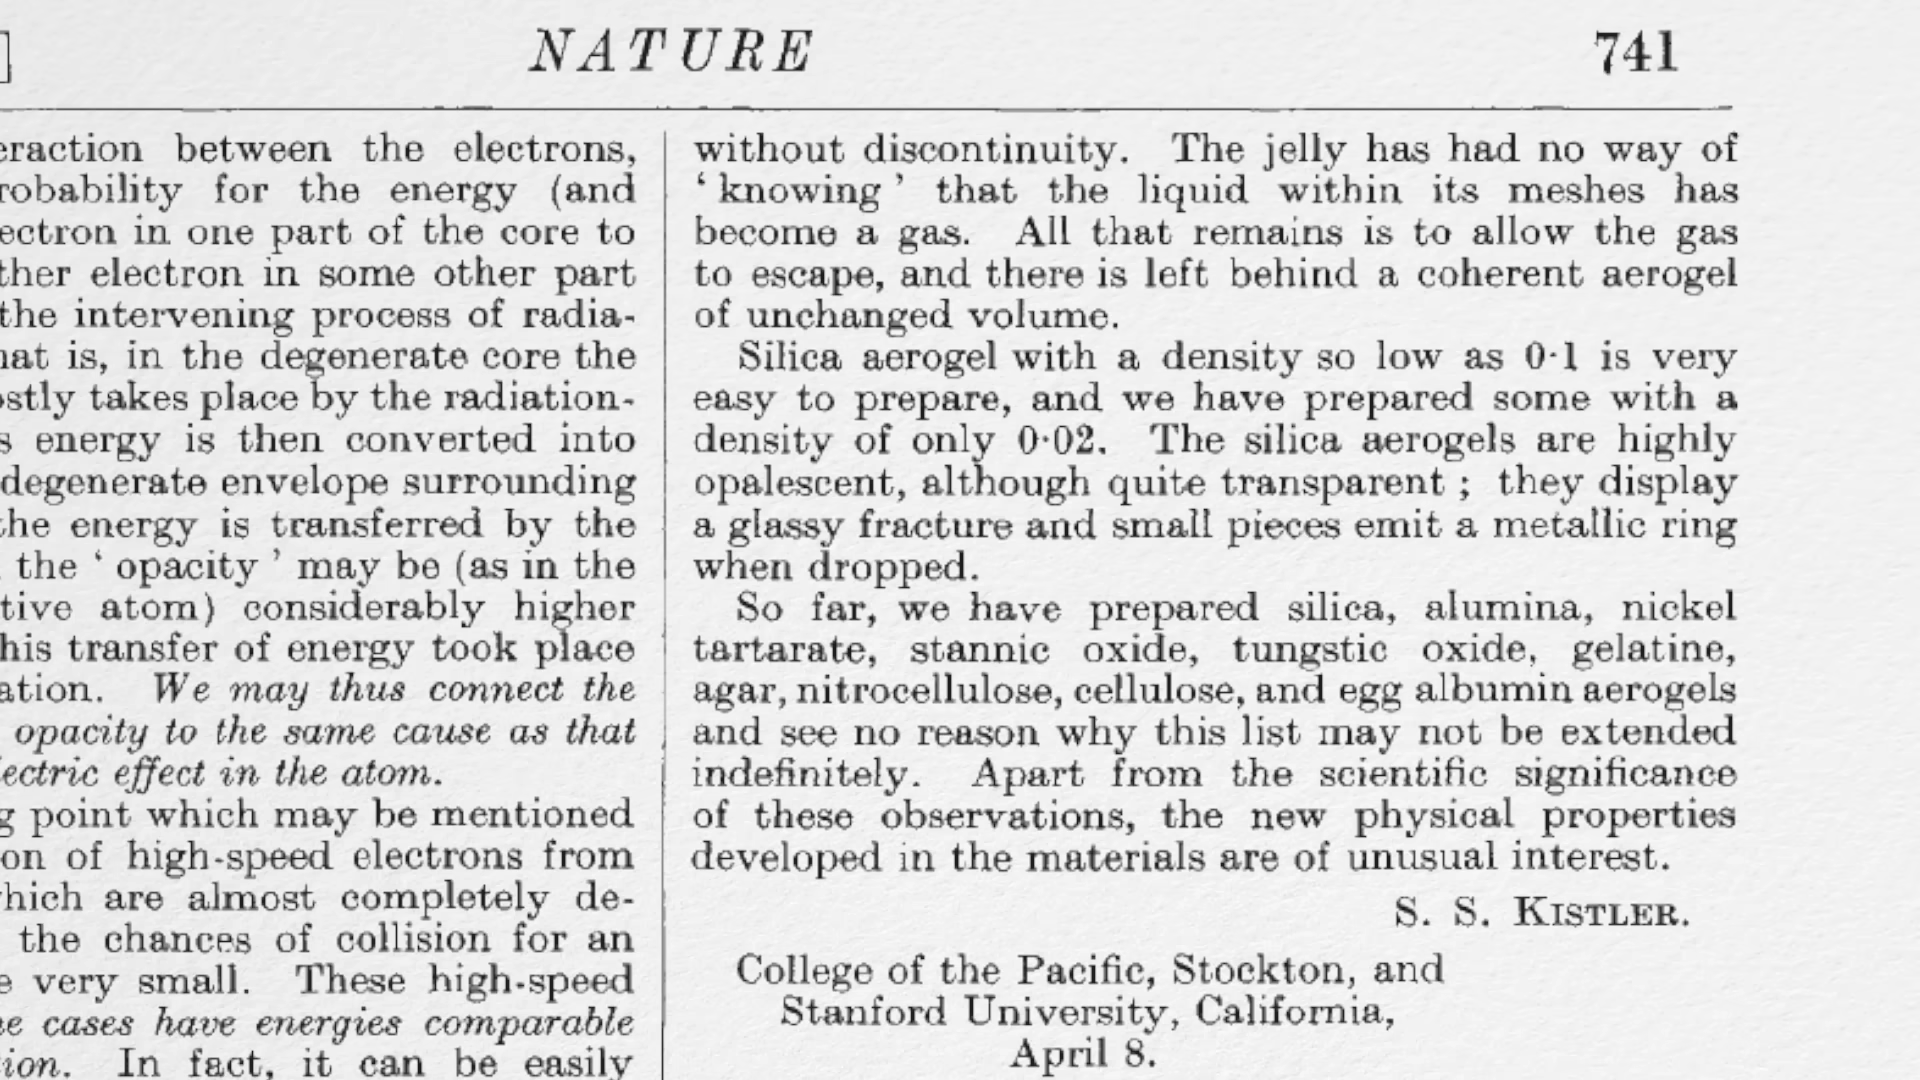 NATURE 741
between the electrons,
for the energy (and
in one part of the core to
electron in some other part
the intervening process of radia-
is, in the degenerate core the
takes place by the radiation-
energy is then converted into
degenerate envelope surrounding
the energy is transferred by the
the ‘ opacity ’ may be (as in the
atom) considerably higher
transfer of energy took place
We may thus connect the
opacity to the same cause as that
effect in the atom.
point which may be mentioned
of high-speed electrons from
are almost completely de-
the chances of collision for an
very small. These high-speed
cases have energies comparable
In fact, it can be easily
without discontinuity. The jelly has had no way of
‘ knowing ’ that the liquid within its meshes has
become a gas. All that remains is to allow the gas
to escape, and there is left behind a coherent aerogel
of unchanged volume.
Silica aerogel with a density so low as 0·1 is very
easy to prepare, and we have prepared some with a
density of only 0·02. The silica aerogels are highly
opalescent, although quite transparent ; they display
a glassy fracture and small pieces emit a metallic ring
when dropped.
So far, we have prepared silica, alumina, nickel
tartarate, stannic oxide, tungstic oxide, gelatine,
agar, nitrocellulose, cellulose, and egg albumin aerogels
and see no reason why this list may not be extended
indefinitely. Apart from the scientific significance
of these observations, the new physical properties
developed in the materials are of unusual interest.
S. S. KISTLER.
College of the Pacific, Stockton, and
Stanford University, California,
April 8.